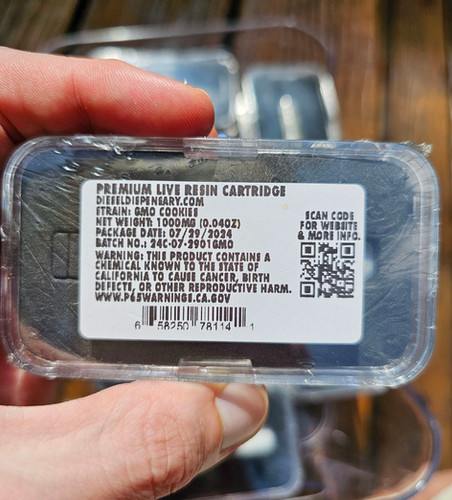 PREMIUM LIVE RESIN CARTRIDGE
DIESELDISPENSARY.COM
STRAIN: GMO COOKIES
NET WEIGHT: 1000MG (0.04OZ)
PACKAGE DATE: 07/29/2024
BATCH NO.: 24C-07-2901GMO
WARNING: THIS PRODUCT CONTAINS A
CHEMICAL KNOWN TO THE STATE OF
CALIFORNIA TO CAUSE CANCER, BIRTH
DEFECTS, OR OTHER REPRODUCTIVE HARM.
WWW.P65WARNINGS.CA.GOV
6 58250 78114 1
SCAN CODE
FOR WEBSITE
& MORE INFO.